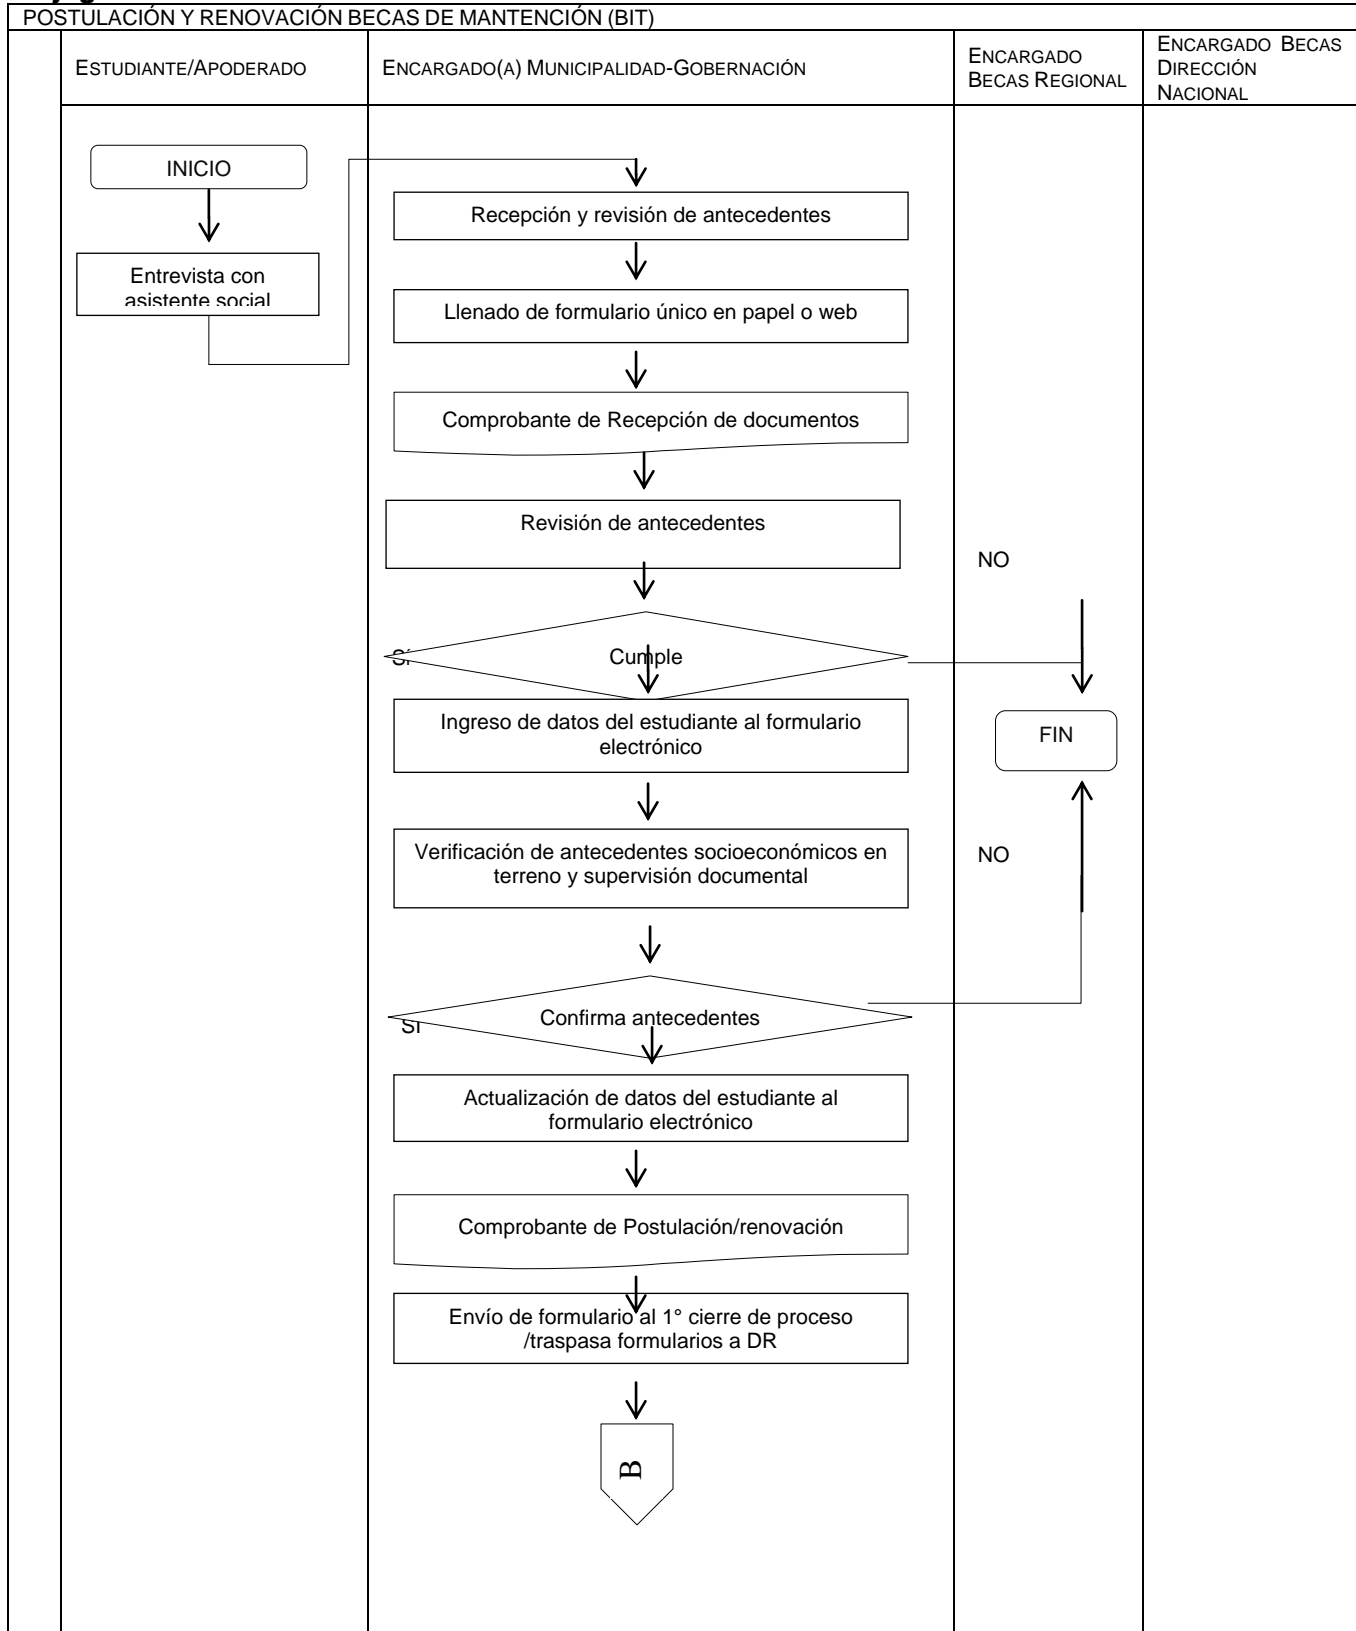 POSTULACIÓN Y RENOVACIÓN BECAS DE MANTENCIÓN (BIT)
ESTUDIANTE/APODERADO
ENCARGADO(A) MUNICIPALIDAD-GOBERNACIÓN
ENCARGADO
BECAS REGIONAL
ENCARGADO BECAS
DIRECCIÓN
NACIONAL
INICIO
Entrevista con
asistente social
Recepción y revisión de antecedentes
Llenado de formulario único en papel o web
Comprobante de Recepción de documentos
Revisión de antecedentes
NO
Sí
Cumple
Ingreso de datos del estudiante al formulario
electrónico
FIN
Verificación de antecedentes socioeconómicos en
terreno y supervisión documental
NO
SI
Confirma antecedentes
Actualización de datos del estudiante al
formulario electrónico
Comprobante de Postulación/renovación
Envío de formulario al 1° cierre de proceso
/traspasa formularios a DR
B